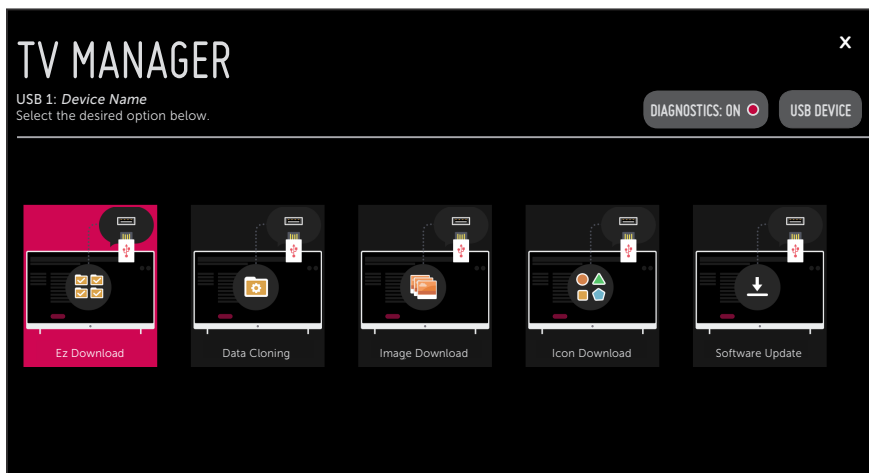 TV MANAGER
X
USB 1: Device Name
Select the desired option below.
DIAGNOSTICS: ON
USB DEVICE
Ez Download
Data Cloning
Image Download
Icon Download
Software Update